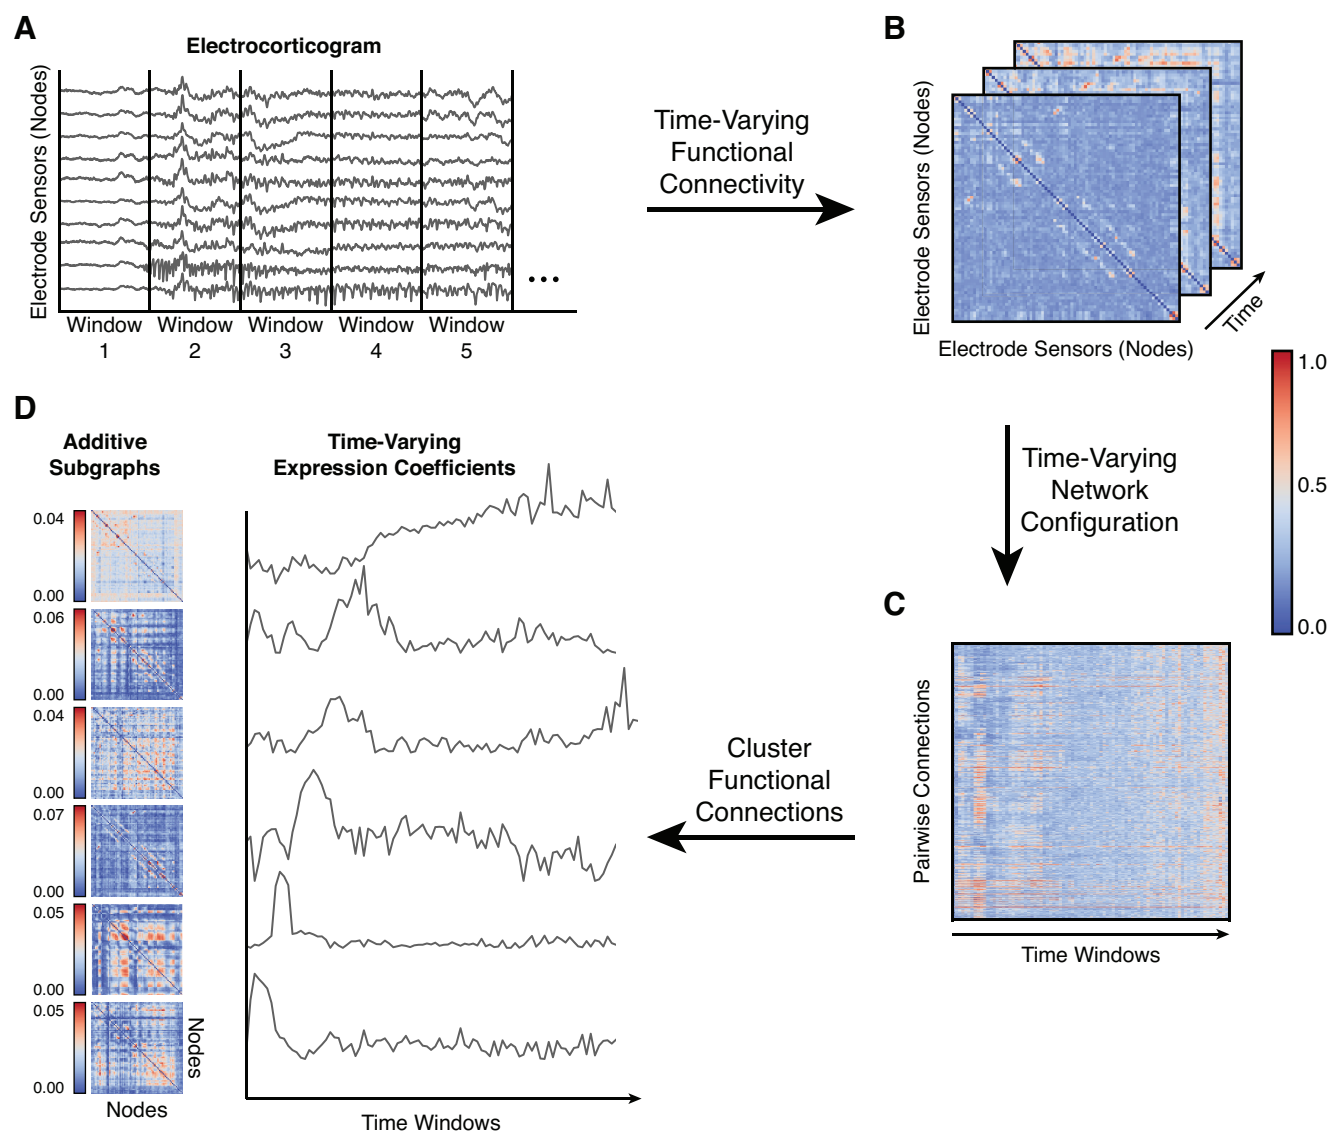 A
Electrocorticogram
Electrode Sensors (Nodes)
Window Window Window Window Window
1 2 3 4 5
...
Time-Varying
Functional
Connectivity
B
Electrode Sensors (Nodes)
Electrode Sensors (Nodes)
Time
1.0
0.5
0.0
Time-Varying
Network
Configuration
C
Pairwise Connections
Time Windows
Cluster
Functional
Connections
D
Additive
Subgraphs
Time-Varying
Expression Coefficients
0.04
0.00
0.06
0.00
0.04
0.00
0.07
0.00
0.05
0.00
0.05
0.00
Nodes
Nodes
Time Windows